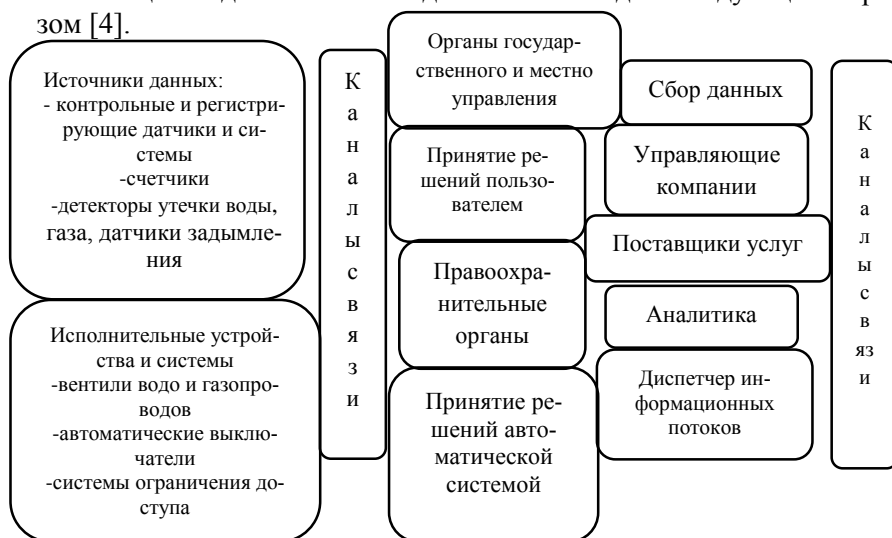 зом [4].
Источники данных:
- контрольные и регистри-
рующие датчики и си-
стемы
-счетчики
-детекторы утечки воды,
газа, датчики задымле-
ния
Исполнительные устрой-
ства и системы
-вентили водо и газопро-
водов
-автоматические выклю-
чатели
-системы ограничения до-
ступа
К
а
н
а
л
ы
с
в
я
з
и
Органы государ-
ственного и местно
управления
Принятие ре-
шений пользо-
вателем
Правоохра-
нительные
органы
Принятие ре-
шений авто-
матической
системой
Сбор данных
Управляющие
компании
Поставщики услуг
Аналитика
Диспетчер ин-
формационных
потоков
К
а
н
а
л
ы
с
в
яз
и